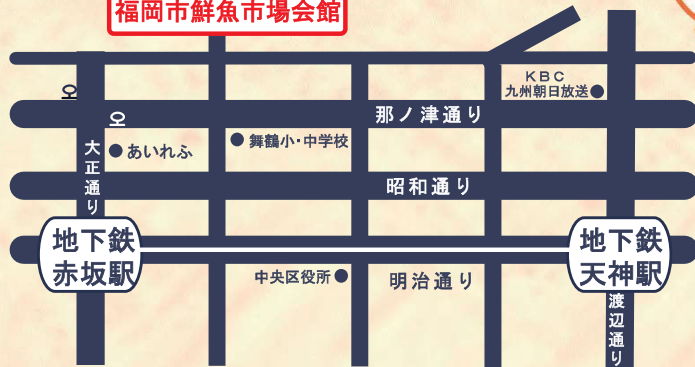 福岡市鮮魚市場会館
KBC
九州朝日放送
那ノ津通り
舞鶴小・中学校
あいれふ
大正通り
昭和通り
地下鉄
赤坂駅
地下鉄
天神駅
中央区役所
明治通り
渡辺通り